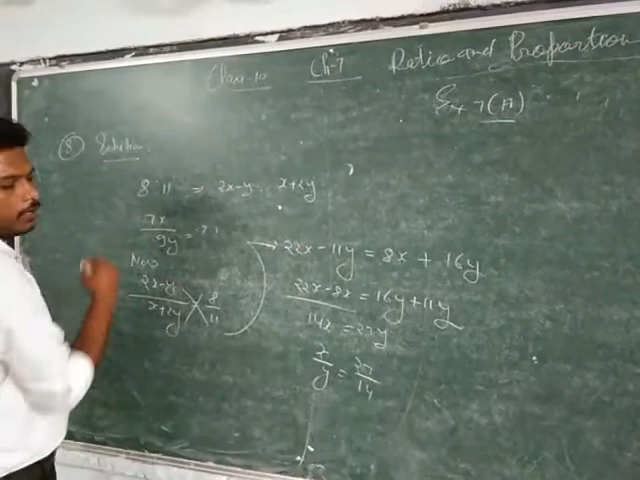 Class-10 Ch-7 Ratio and Proportion
Ex 7(A)
(8) Solution.
8:11 = 2x-y : x+2y
7x/9y = ??
Now
(2x-y)/(x+2y) = 8/11
22x - 11y = 8x + 16y
22x - 8x = 16y + 11y
14x = 27y
x/y = 27/14